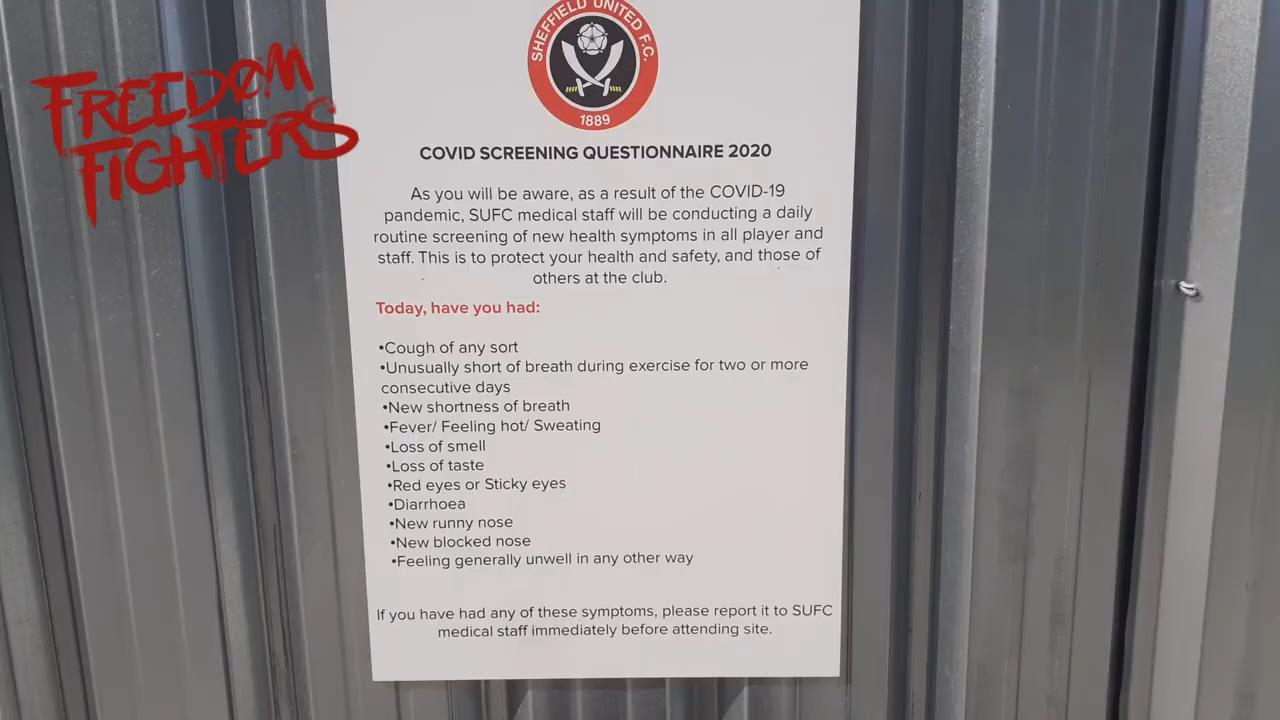 FREEDOM
FIGHTERS
SHEFFIELD UNITED F.C.
1889
COVID SCREENING QUESTIONNAIRE 2020
As you will be aware, as a result of the COVID-19
pandemic, SUFC medical staff will be conducting a daily
routine screening of new health symptoms in all player and
staff. This is to protect your health and safety, and those of
others at the club.
Today, have you had:
•Cough of any sort
•Unusually short of breath during exercise for two or more
consecutive days
•New shortness of breath
•Fever/ Feeling hot/ Sweating
•Loss of smell
•Loss of taste
•Red eyes or Sticky eyes
•Diarrhoea
•New runny nose
•New blocked nose
•Feeling generally unwell in any other way
If you have had any of these symptoms, please report it to SUFC
medical staff immediately before attending site.